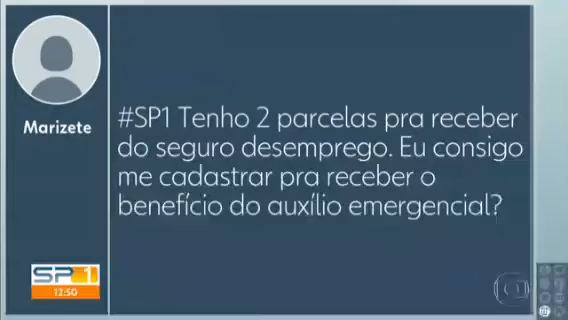 Marizete
#SP1 Tenho 2 parcelas pra receber
do seguro desemprego. Eu consigo
me cadastrar pra receber o
benefício do auxílio emergencial?
SP1
12:50